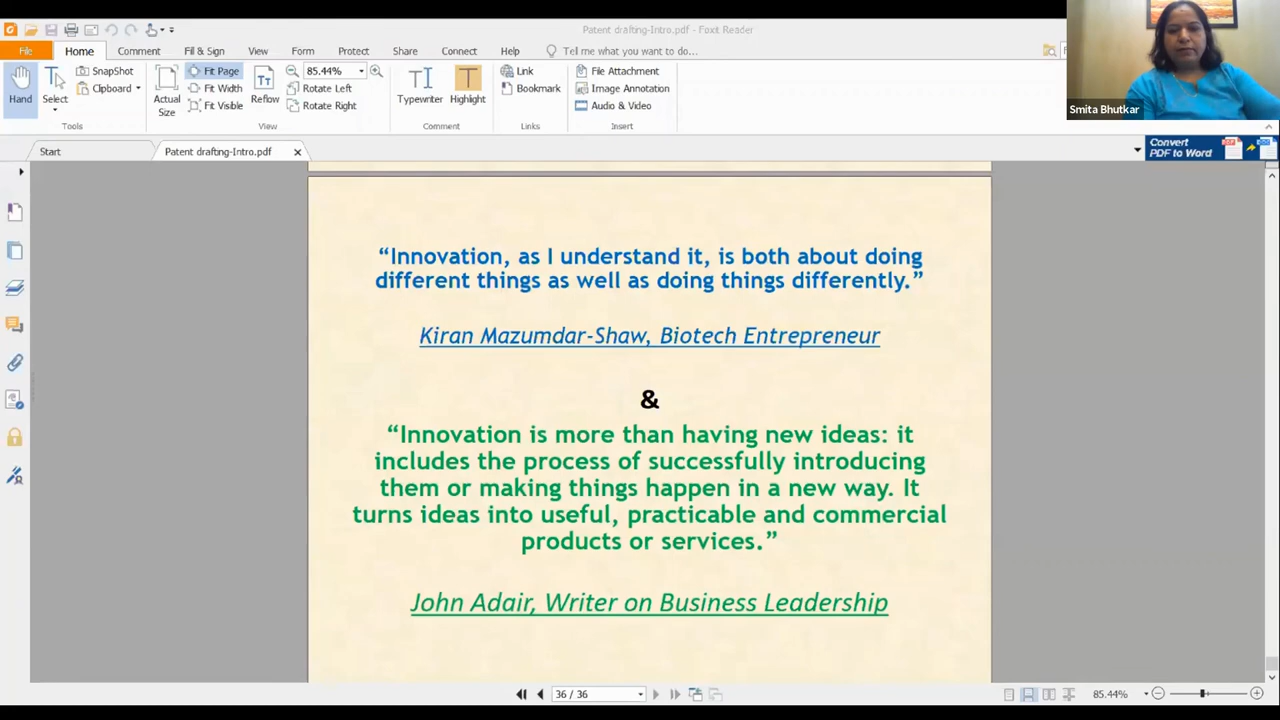 Patent drafting-Intro.pdf - Foxit Reader
File Home Comment Fill & Sign View Form Protect Share Connect Help Tell me what you want to do...
Hand
Select
SnapShot
Clipboard
Actual Size
Fit Page
Fit Width
Fit Visible
Reflow
85.44%
Rotate Left
Rotate Right
Typewriter
Highlight
Link
Bookmark
File Attachment
Image Annotation
Audio & Video
Tools View Comment Links Insert
Smita Bhutkar
Start Patent drafting-Intro.pdf
Convert
PDF to Word
“Innovation, as I understand it, is both about doing
different things as well as doing things differently.”
Kiran Mazumdar-Shaw, Biotech Entrepreneur
&
“Innovation is more than having new ideas: it
includes the process of successfully introducing
them or making things happen in a new way. It
turns ideas into useful, practicable and commercial
products or services.”
John Adair, Writer on Business Leadership
36 / 36
85.44%